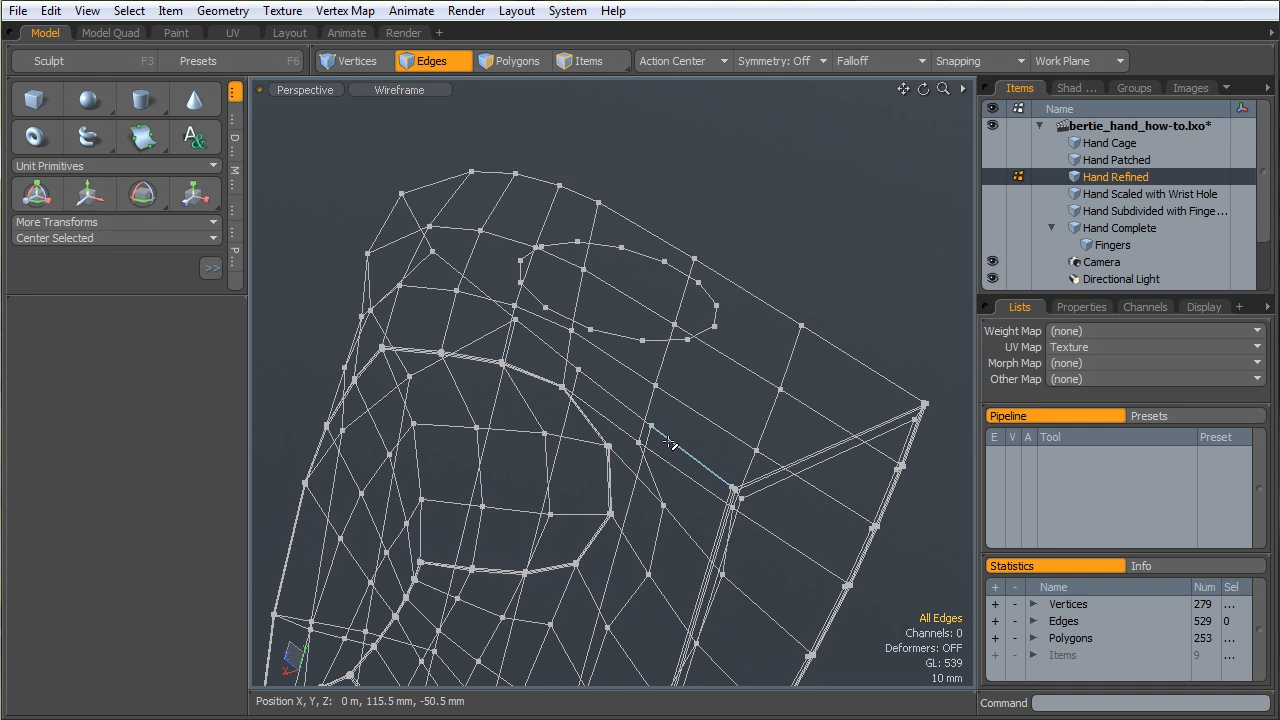 File Edit View Select Item Geometry Texture Vertex Map Animate Render Layout System Help
Model Model Quad Paint UV Layout Animate Render +
Sculpt F3 Presets F6 Vertices Edges Polygons Items Action Center Symmetry: Off Falloff Snapping Work Plane
Unit Primitives
More Transforms
Center Selected
>>
D
M
P
Perspective Wireframe
All Edges
Channels: 0
Deformers: OFF
GL: 539
10 mm
Position X, Y, Z: 0 m, 115.5 mm, -50.5 mm
Items Shad ... Groups Images
Name
bertie_hand_how-to.lxo*
Hand Cage
Hand Patched
Hand Refined
Hand Scaled with Wrist Hole
Hand Subdivided with Finge...
Hand Complete
Fingers
Camera
Directional Light
Lists Properties Channels Display +
Weight Map (none)
UV Map Texture
Morph Map (none)
Other Map (none)
Pipeline Presets
E V A Tool Preset
Statistics Info
+ - Name Num Sel
+ - Vertices 279 ...
+ - Edges 529 0
+ - Polygons 253 ...
+ - Items 9 ...
Command